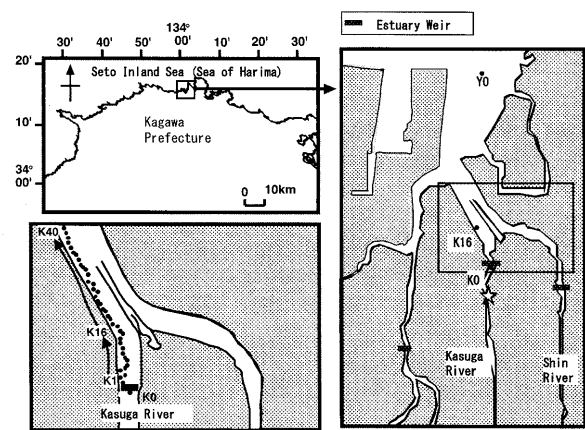 Estuary Weir
134°
30' 40' 50' 00' 10' 20' 30'
20'
Seto Inland Sea (Sea of Harima)
10'
Kagawa
Prefecture
34°
00'
0 10km
K40
K16
K1
K0
Kasuga River
Y0
K16
K0
Kasuga
River
Shin
River